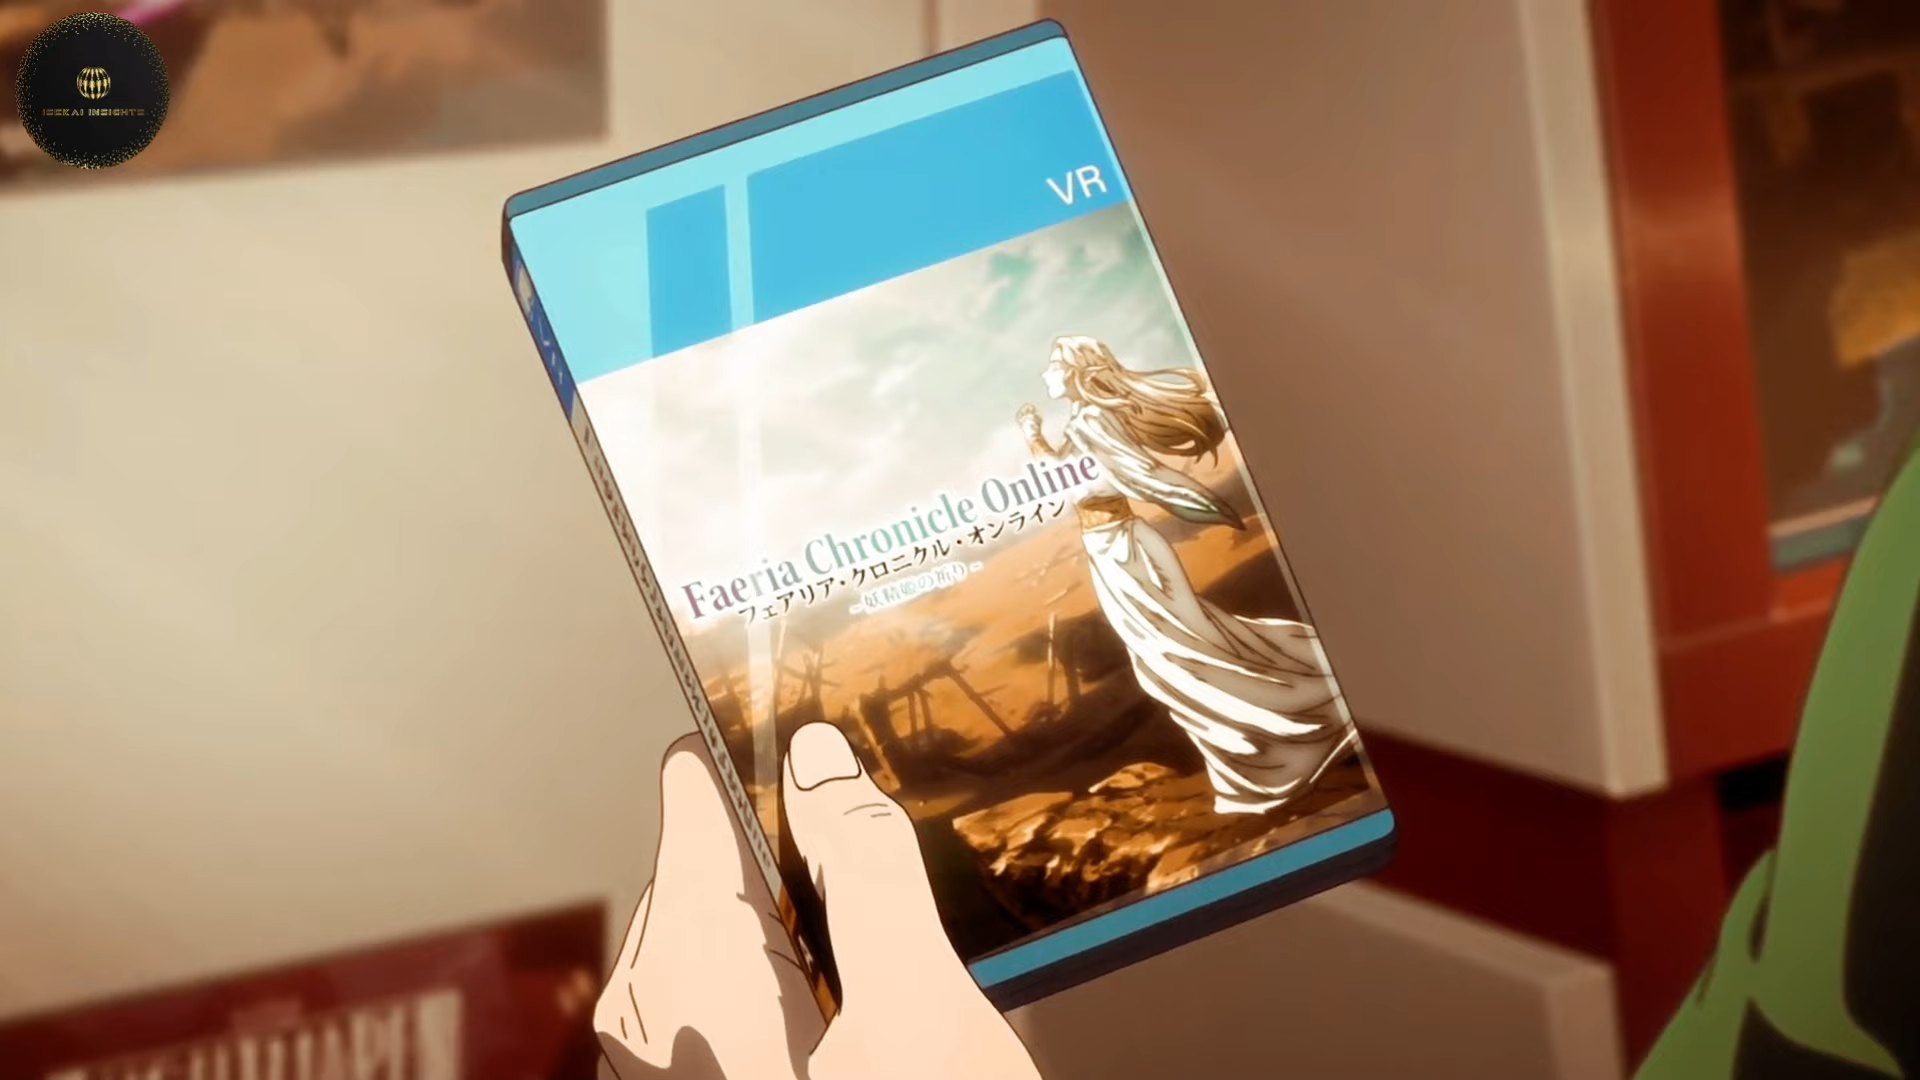 ISEKAI INSIGHTS
VR
Faeria Chronicle Online
フェアリア・クロニクル・オンライン
-妖精姫の祈り-